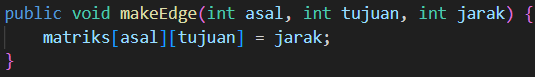 public void makeEdge(int asal, int tujuan, int jarak) {
    matriks[asal][tujuan] = jarak;
}